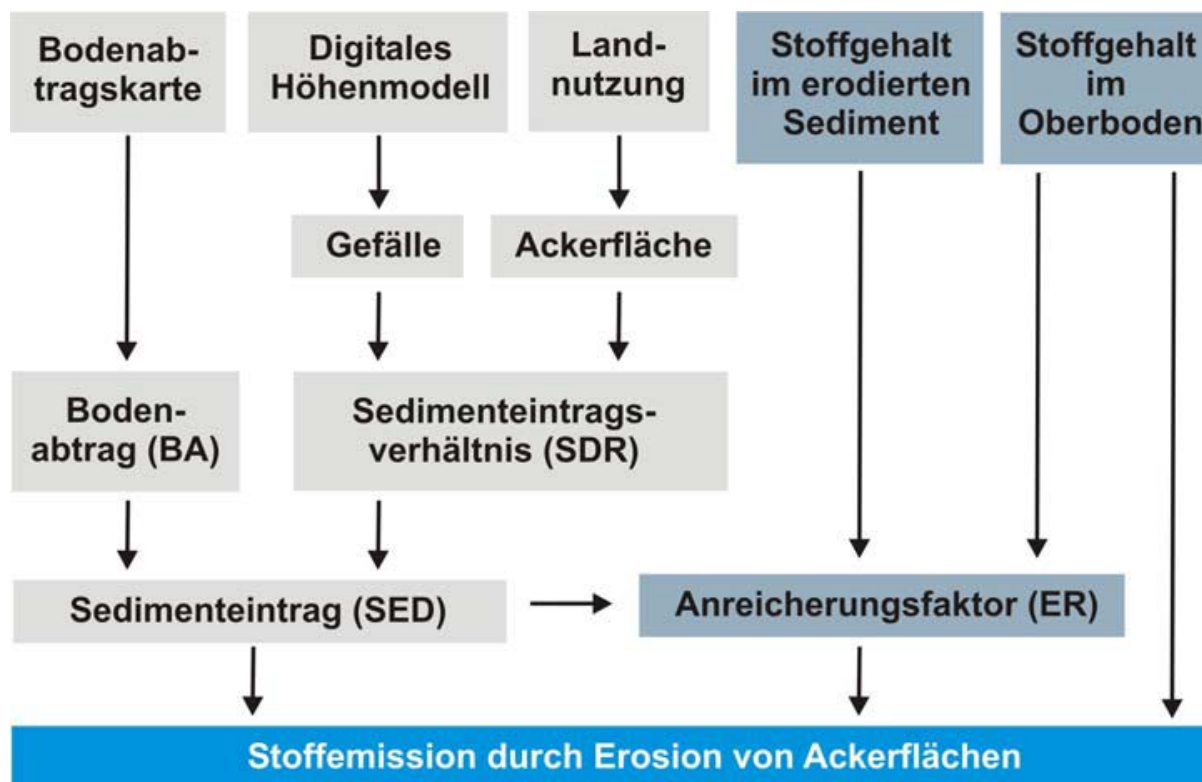 Bodenab-
tragskarte
Digitales
Höhenmodell
Land-
nutzung
Stoffgehalt
im erodierten
Sediment
Stoffgehalt
im
Oberboden
Gefälle
Ackerfläche
Boden-
abtrag (BA)
Sedimenteintrags-
verhältnis (SDR)
Sedimenteintrag (SED)
Anreicherungsfaktor (ER)
Stoffemission durch Erosion von Ackerflächen